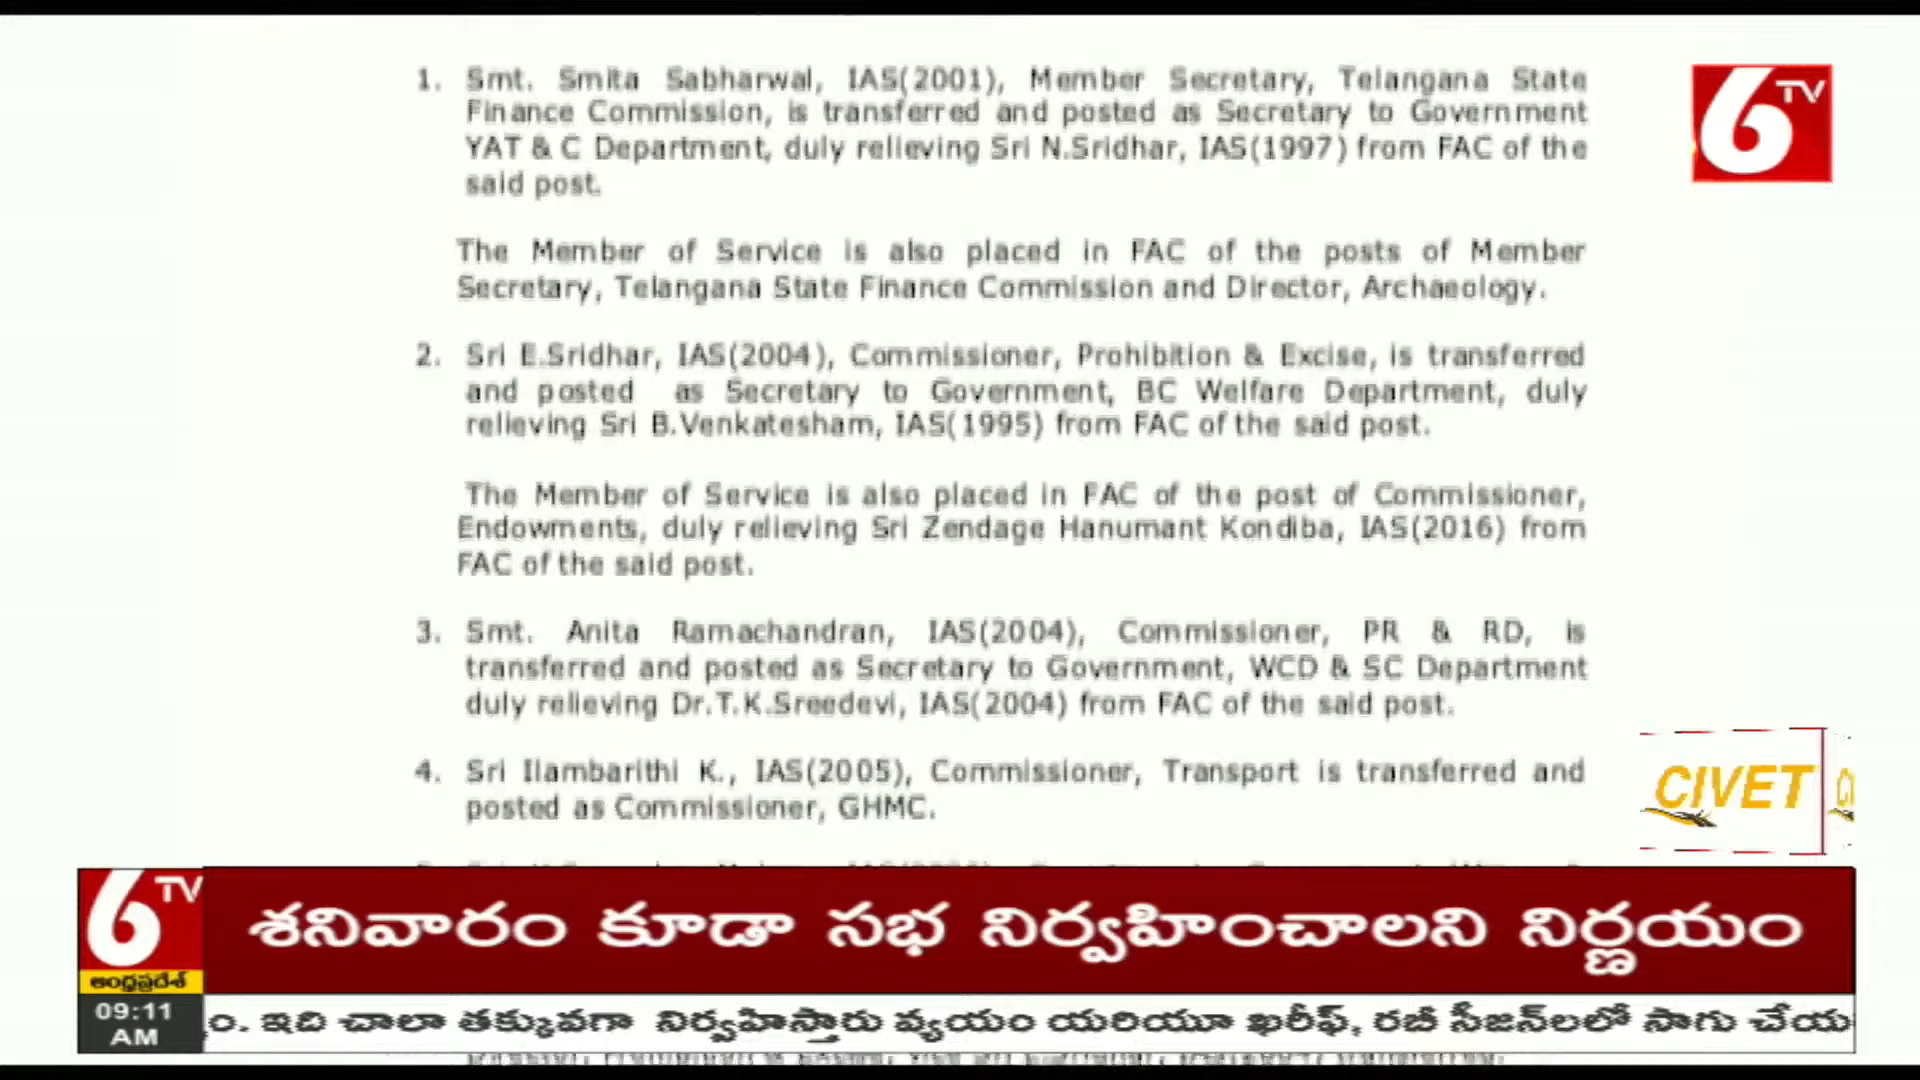 1. Smt. Smita Sabharwal, IAS(2001), Member Secretary, Telangana State
Finance Commission, is transferred and posted as Secretary to Government
YAT & C Department, duly relieving Sri N.Sridhar, IAS(1997) from FAC of the
said post.
The Member of Service is also placed in FAC of the posts of Member
Secretary, Telangana State Finance Commission and Director, Archaeology.
2. Sri E.Sridhar, IAS(2004), Commissioner, Prohibition & Excise, is transferred
and posted as Secretary to Government, BC Welfare Department, duly
relieving Sri B.Venkatesham, IAS(1995) from FAC of the said post.
The Member of Service is also placed in FAC of the post of Commissioner,
Endowments, duly relieving Sri Zendage Hanumant Kondiba, IAS(2016) from
FAC of the said post.
3. Smt. Anita Ramachandran, IAS(2004), Commissioner, PR & RD, is
transferred and posted as Secretary to Government, WCD & SC Department
duly relieving Dr.T.K.Sreedevi, IAS(2004) from FAC of the said post.
4. Sri Ilambarithi K., IAS(2005), Commissioner, Transport is transferred and
posted as Commissioner, GHMC.
6 TV
CIVET
6 TV
ఆంధ్రప్రదేశ్
09:11
AM
శనివారం కూడా సభ నిర్వహించాలని నిర్ణయం
ఇది చాలా తక్కువగా నిర్వహిస్తారు వ్యయం యరియూ ఖరీఫ్, రబీ సీజన్‌లలో సాగు చేయ